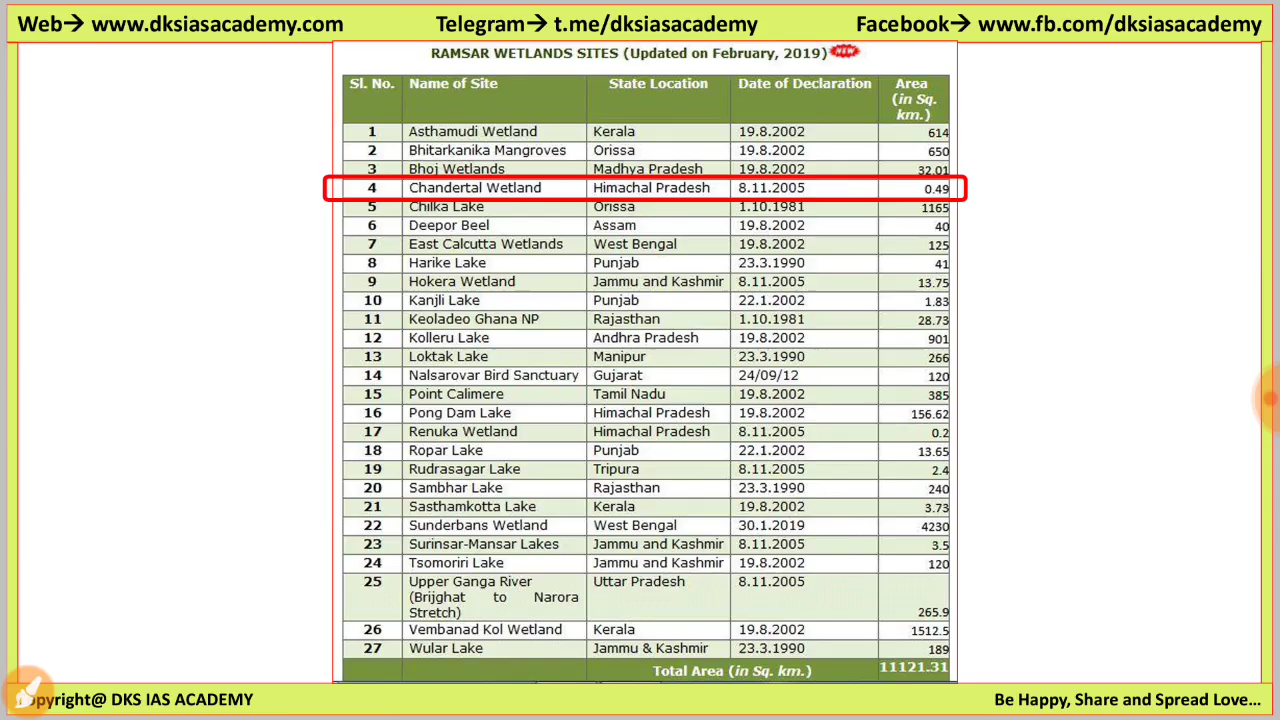 Web→ www.dksiasacademy.com Telegram→ t.me/dksiasacademy Facebook→ www.fb.com/dksiasacademy
RAMSAR WETLANDS SITES (Updated on February, 2019) NEW
Sl. No. Name of Site State Location Date of Declaration Area (in Sq. km.)
1 Asthamudi Wetland Kerala 19.8.2002 614
2 Bhitarkanika Mangroves Orissa 19.8.2002 650
3 Bhoj Wetlands Madhya Pradesh 19.8.2002 32.01
4 Chandertal Wetland Himachal Pradesh 8.11.2005 0.49
5 Chilka Lake Orissa 1.10.1981 1165
6 Deepor Beel Assam 19.8.2002 40
7 East Calcutta Wetlands West Bengal 19.8.2002 125
8 Harike Lake Punjab 23.3.1990 41
9 Hokera Wetland Jammu and Kashmir 8.11.2005 13.75
10 Kanjli Lake Punjab 22.1.2002 1.83
11 Keoladeo Ghana NP Rajasthan 1.10.1981 28.73
12 Kolleru Lake Andhra Pradesh 19.8.2002 901
13 Loktak Lake Manipur 23.3.1990 266
14 Nalsarovar Bird Sanctuary Gujarat 24/09/12 120
15 Point Calimere Tamil Nadu 19.8.2002 385
16 Pong Dam Lake Himachal Pradesh 19.8.2002 156.62
17 Renuka Wetland Himachal Pradesh 8.11.2005 0.2
18 Ropar Lake Punjab 22.1.2002 13.65
19 Rudrasagar Lake Tripura 8.11.2005 2.4
20 Sambhar Lake Rajasthan 23.3.1990 240
21 Sasthamkotta Lake Kerala 19.8.2002 3.73
22 Sunderbans Wetland West Bengal 30.1.2019 4230
23 Surinsar-Mansar Lakes Jammu and Kashmir 8.11.2005 3.5
24 Tsomoriri Lake Jammu and Kashmir 19.8.2002 120
25 Upper Ganga River Uttar Pradesh 8.11.2005
(Brijghat to Narora
Stretch) 265.9
26 Vembanad Kol Wetland Kerala 19.8.2002 1512.5
27 Wular Lake Jammu & Kashmir 23.3.1990 189
Total Area (in Sq. km.) 11121.31
opyright@ DKS IAS ACADEMY Be Happy, Share and Spread Love...